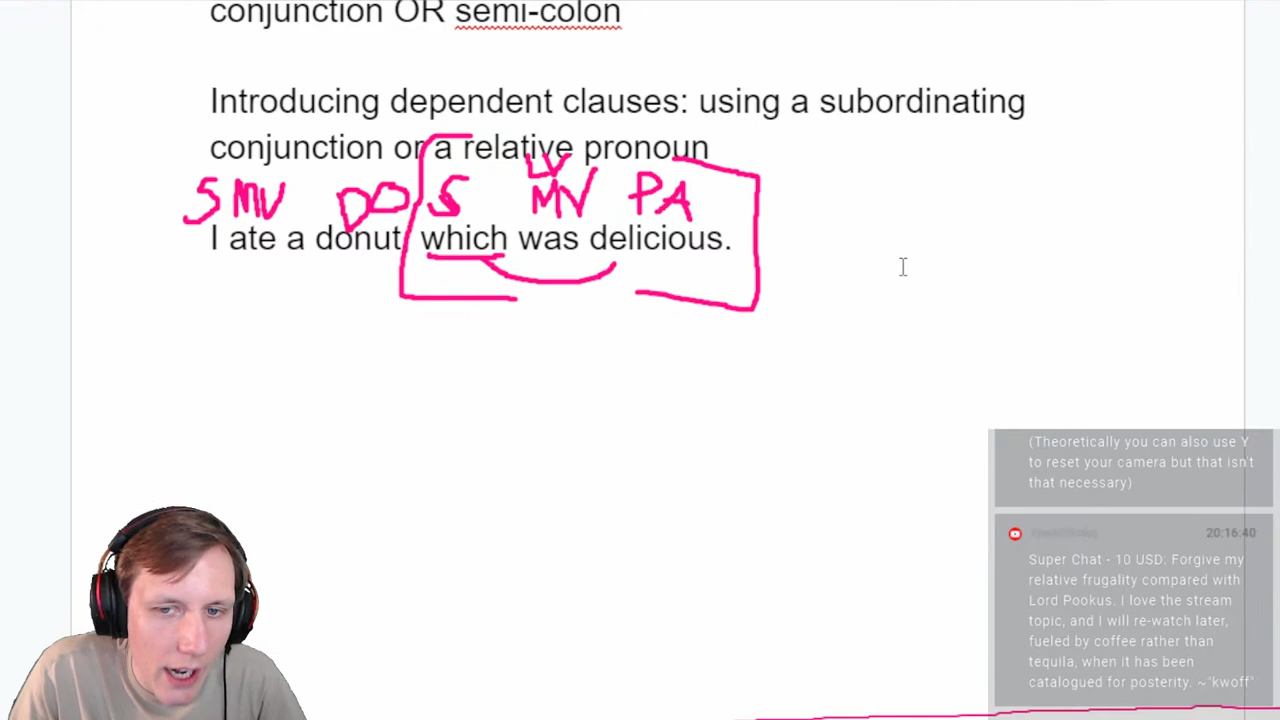 conjunction OR semi-colon
Introducing dependent clauses: using a subordinating
conjunction or a relative pronoun
LV
S MV DO S MV PA
I ate a donut, which was delicious.
(Theoretically you can also use Y
to reset your camera but that isn't
that necessary)
20:16:40
Super Chat - 10 USD: Forgive my
relative frugality compared with
Lord Pookus. I love the stream
topic, and I will re-watch later,
fueled by coffee rather than
tequila, when it has been
catalogued for posterity. ~"kwoff"